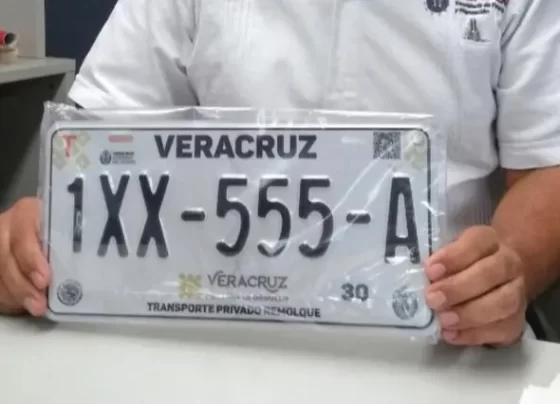 T
VERACRUZ
1XX-555-A
VERACRUZ
30
TRANSPORTE PRIVADO REMOLQUE